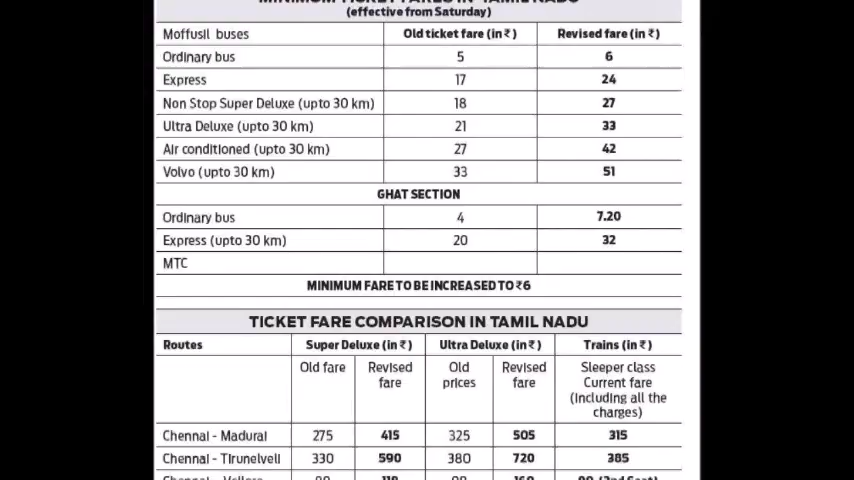 MINIMUM TICKET FARES IN TAMIL NADU
(effective from Saturday)
Moffusil buses Old ticket fare (in ₹) Revised fare (in ₹)
Ordinary bus 5 6
Express 17 24
Non Stop Super Deluxe (upto 30 km) 18 27
Ultra Deluxe (upto 30 km) 21 33
Air conditioned (upto 30 km) 27 42
Volvo (upto 30 km) 33 51
GHAT SECTION
Ordinary bus 4 7.20
Express (upto 30 km) 20 32
MTC
MINIMUM FARE TO BE INCREASED TO ₹6
TICKET FARE COMPARISON IN TAMIL NADU
Routes Super Deluxe (in ₹) Ultra Deluxe (in ₹) Trains (in ₹)
Old fare Revised fare Old prices Revised fare Sleeper class Current fare (including all the charges)
Chennai - Madurai 275 415 325 505 315
Chennai - Tirunelveli 330 590 380 720 385